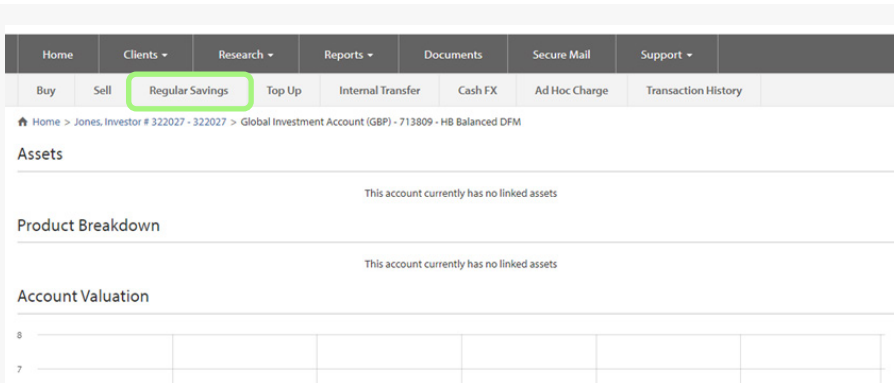 Home Clients Research Reports Documents Secure Mail Support
Buy Sell Regular Savings Top Up Internal Transfer Cash FX Ad Hoc Charge Transaction History
Home > Jones, Investor # 322027 - 322027 > Global Investment Account (GBP) - 713809 - HB Balanced DFM
Assets
This account currently has no linked assets
Product Breakdown
This account currently has no linked assets
Account Valuation
8
7